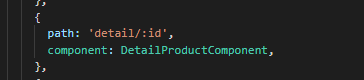 },
{
path: 'detail/:id',
component: DetailProductComponent,
},